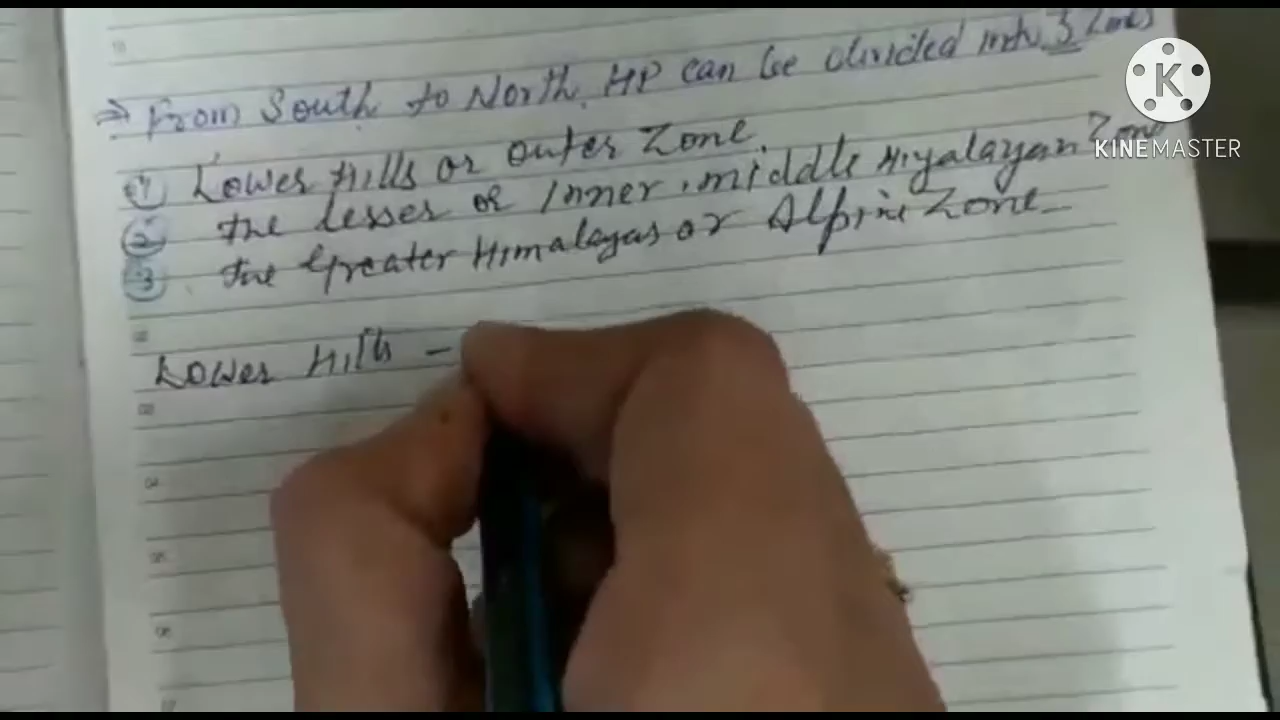 ⇒ From South to North, HP can be divided into 3 Zones
① Lower Hills or outer Zone.
② The lesser or Inner, middle Hiyalayan Zone
③ The Greater Himalayas or Alpine Zone
Lower Hills -
K
KINEMASTER